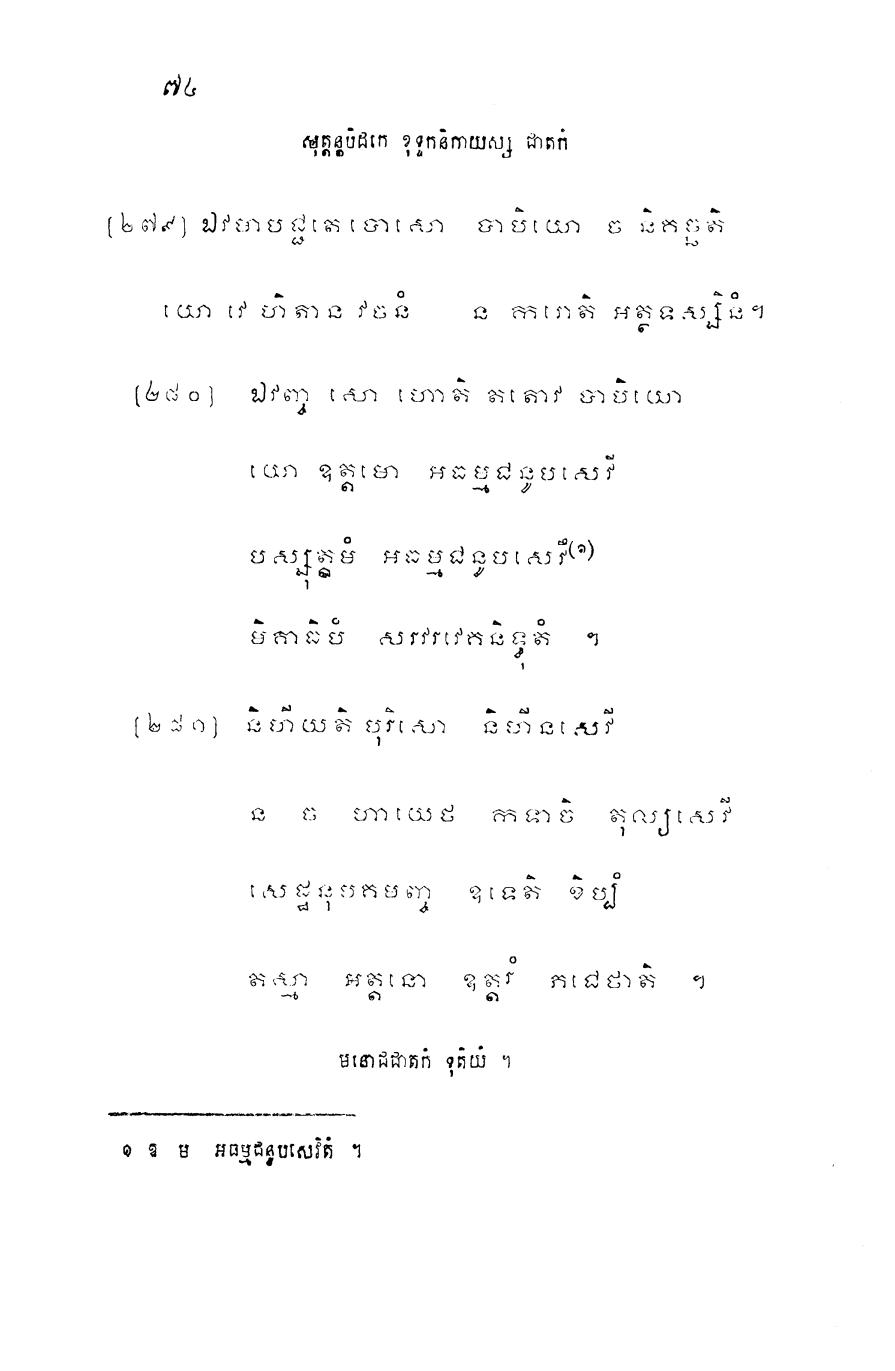 ៧៤
សុត្តន្តបិដកេ ខុទ្ទកនិកាយស្ស ជាតកំ
[២៧៩] ឯវមាបជ្ជតេ បោសោ បាបិយោ ច និគច្ឆតិ
យោ វេ ហិតាន វចនំ ន ករោតិ អត្ថទស្សិនំ។
[២៨០] ឯវញ្ច សោ ហោតិ តតោវ បាបិយោ
យោ ឧត្តមោ អធម្មជនូបសេវី
បស្សុត្តមំ អធម្មជនូបសេវឹ(១)
មិគាធិបំ សរវរវេគនិទ្ធុតំ ។
[២៨១] និហីយតិ បុរិសោ និហីនសេវី
ន ច ហាយេថ កទាចិ តុល្យសេវី
សេដ្ឋមុបគមញ្ច ឧទេតិ ខិប្បំ
តស្មា អត្តនោ ឧត្តរំ ភជេថាតិ ។
មនោជជាតកំ ទុតិយំ ។
១ ឱ ម អធម្មជនូបសេវិតំ ។